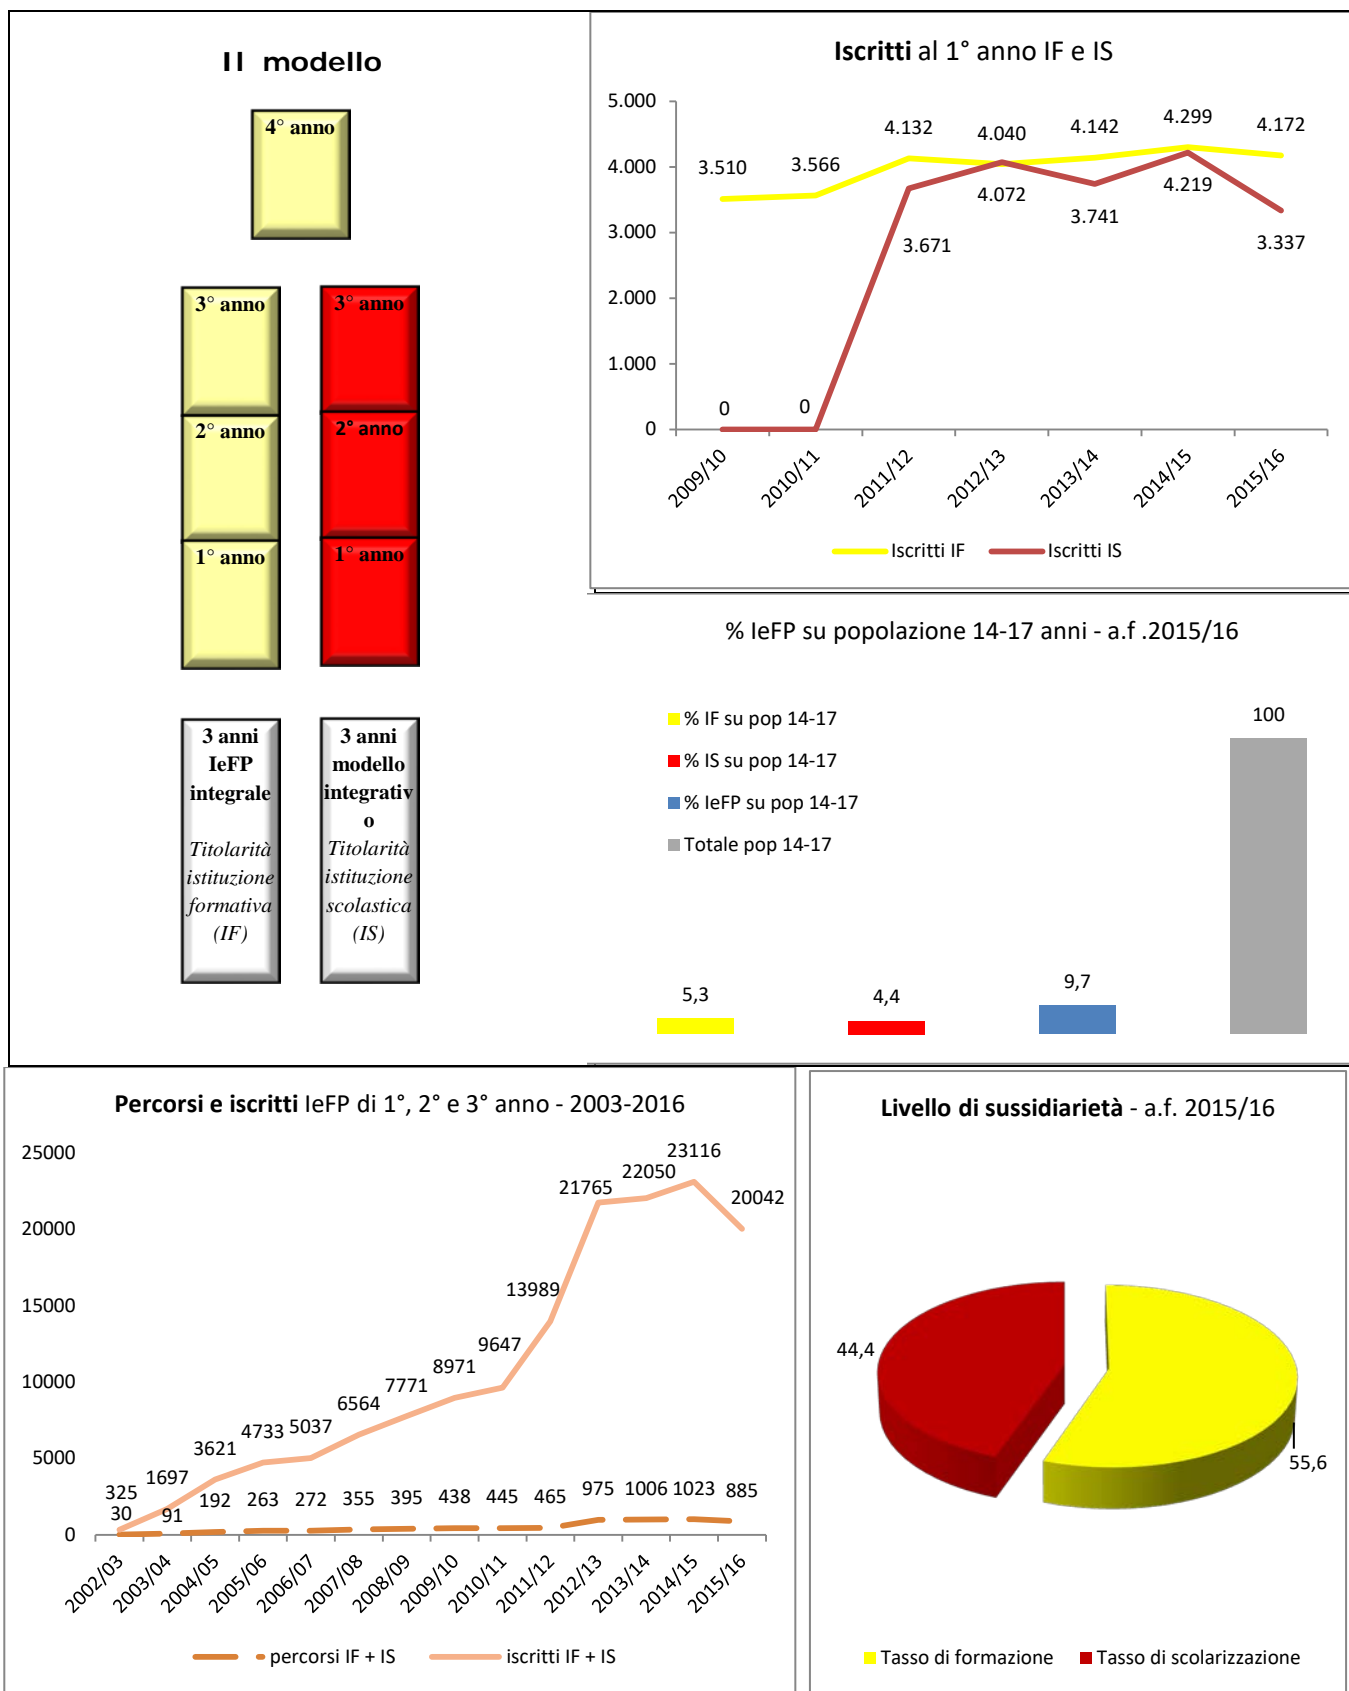 Il modello
4° anno
3° anno
3° anno
2° anno
2° anno
1° anno
1° anno
3 anni
IeFP
integrale
Titolarità
istituzione
formativa
(IF)
3 anni
modello
integrativ
o
Titolarità
istituzione
scolastica
(IS)
Iscritti al 1° anno IF e IS
5.000
4.000
3.000
2.000
1.000
0
3.510
3.566
4.132
4.040
4.142
4.299
4.172
0
0
3.671
4.072
3.741
4.219
3.337
2009/10
2010/11
2011/12
2012/13
2013/14
2014/15
2015/16
Iscritti IF
Iscritti IS
% IeFP su popolazione 14-17 anni - a.f .2015/16
% IF su pop 14-17
% IS su pop 14-17
% IeFP su pop 14-17
Totale pop 14-17
5,3
4,4
9,7
100
Percorsi e iscritti IeFP di 1°, 2° e 3° anno - 2003-2016
25000
20000
15000
10000
5000
0
325
1697
3621
4733
5037
6564
7771
8971
9647
13989
21765
22050
23116
20042
30
91
192
263
272
355
395
438
445
465
975
1006
1023
885
2002/03
2003/04
2004/05
2005/06
2006/07
2007/08
2008/09
2009/10
2010/11
2011/12
2012/13
2013/14
2014/15
2015/16
percorsi IF + IS
iscritti IF + IS
Livello di sussidiarietà - a.f. 2015/16
44,4
55,6
Tasso di formazione
Tasso di scolarizzazione